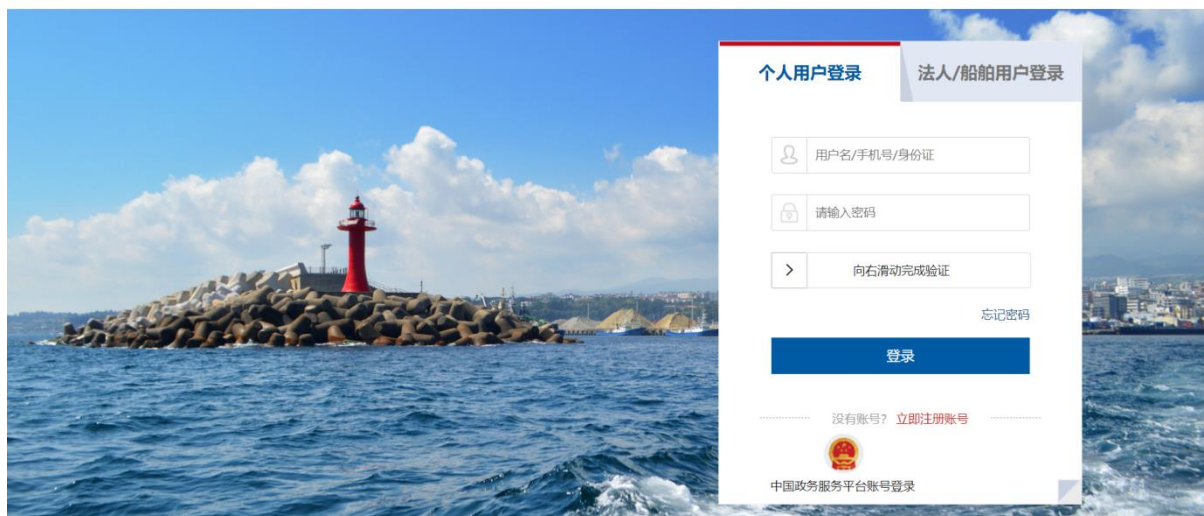 个人用户登录
法人/船舶用户登录
用户名/手机号/身份证
请输入密码
向右滑动完成验证
忘记密码
登录
没有账号? 立即注册账号
中国政务服务平台账号登录